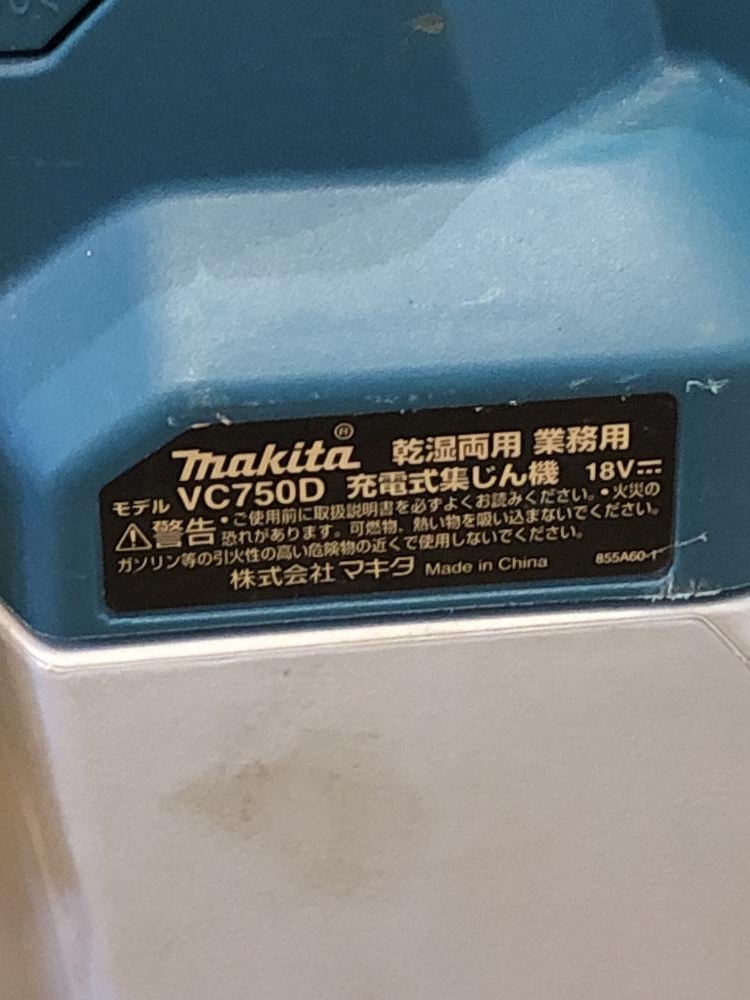 makita® 乾湿両用 業務用
モデル VC750D 充電式集じん機 18V⎓
⚠警告 •ご使用前に取扱説明書を必ずよくお読みください。•火災の
恐れがあります。可燃物、熱い物を吸い込まないでください。
ガソリン等の引火性の高い危険物の近くで使用しないでください。
株式会社マキタ Made in China 855A60-1